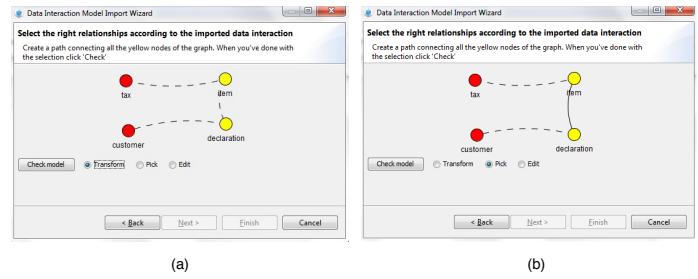 Data Interaction Model Import Wizard
Select the right relationships according to the imported data interaction
Create a path connecting all the yellow nodes of the graph. When you've done with
the selection click 'Check'
tax
item
customer
declaration
Check model
Transform
Pick
Edit
< Back
Next >
Finish
Cancel
(a)
Data Interaction Model Import Wizard
Select the right relationships according to the imported data interaction
Create a path connecting all the yellow nodes of the graph. When you've done with
the selection click 'Check'
tax
item
customer
declaration
Check model
Transform
Pick
Edit
< Back
Next >
Finish
Cancel
(b)